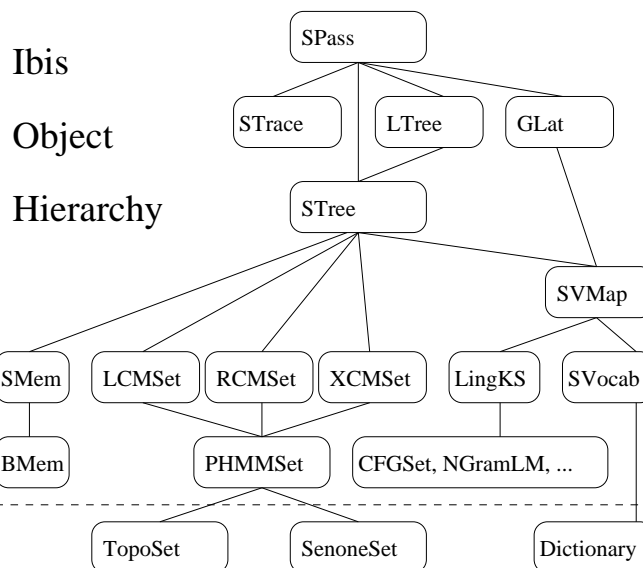 SPass
Ibis
STrace LTree GLat
Object
Hierarchy STree
SVMap
SMem LCMSet RCMSet XCMSet LingKS SVocab
BMem PHMMSet CFGSet, NGramLM, ...
TopoSet SenoneSet Dictionary